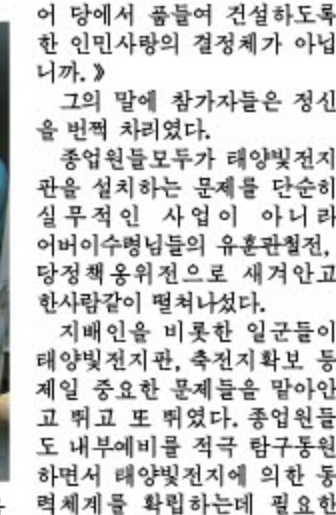 어 당에서 품들여 건설하도록
한 인민사랑의 결정체가 아닙
니까. 》
그의 말에 참가자들은 정신
을 번쩍 차리였다.
종업원들모두가 태양빛전지
판을 설치하는 문제를 단순히
실무적인 사업이 아니라
어버이수령님들의 유훈관철전,
당정책옹위전으로 새겨안고
한사람같이 떨쳐나섰다.
지배인을 비롯한 일군들이
태양빛전지판, 축전지확보 등
제일 중요한 문제들을 맡아안
고 뛰고 또 뛰였다. 종업원들
도 내부예비를 적극 탐구동원
하면서 태양빛전지에 의한 동
력체계를 확립하는데 필요한